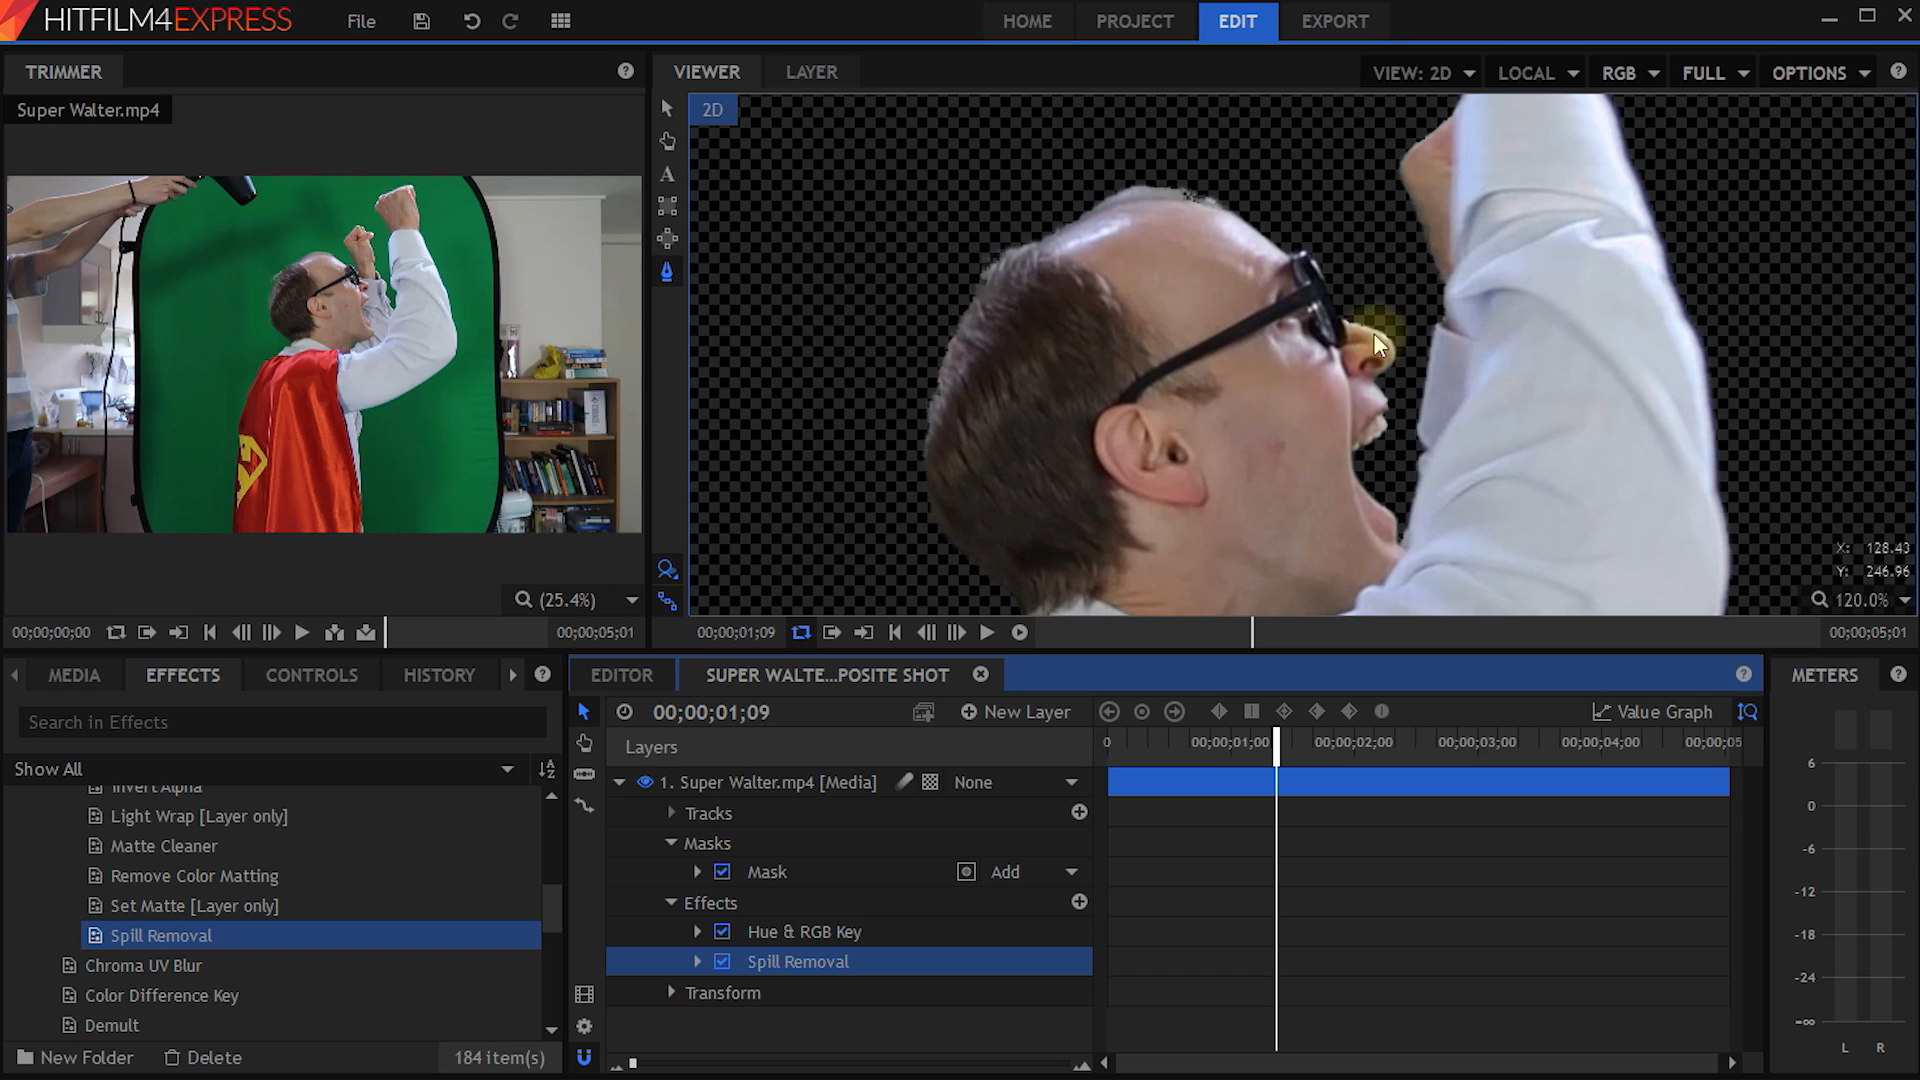 HITFILM4EXPRESS
File
HOME
PROJECT
EDIT
EXPORT
TRIMMER
VIEWER
LAYER
VIEW: 2D
LOCAL
RGB
FULL
OPTIONS
Super Walter.mp4
2D
X: 128.43
Y: 246.96
(25.4%)
120.0%
00;00;00;00
00;00;05;01
00;00;01;09
00;00;05;01
MEDIA
EFFECTS
CONTROLS
HISTORY
EDITOR
SUPER WALTE...POSITE SHOT
METERS
Search in Effects
00;00;01;09
New Layer
Value Graph
Show All
Layers
0
00;00;01;00
00;00;02;00
00;00;03;00
00;00;04;00
00;00;05
Invert Alpha
Light Wrap [Layer only]
Matte Cleaner
Remove Color Matting
Set Matte [Layer only]
Spill Removal
Chroma UV Blur
Color Difference Key
Demult
New Folder
Delete
184 item(s)
1. Super Walter.mp4 [Media]
None
Tracks
Masks
Mask
Add
Effects
Hue & RGB Key
Spill Removal
Transform
6
0
-6
-12
-18
-24
-∞
L
R